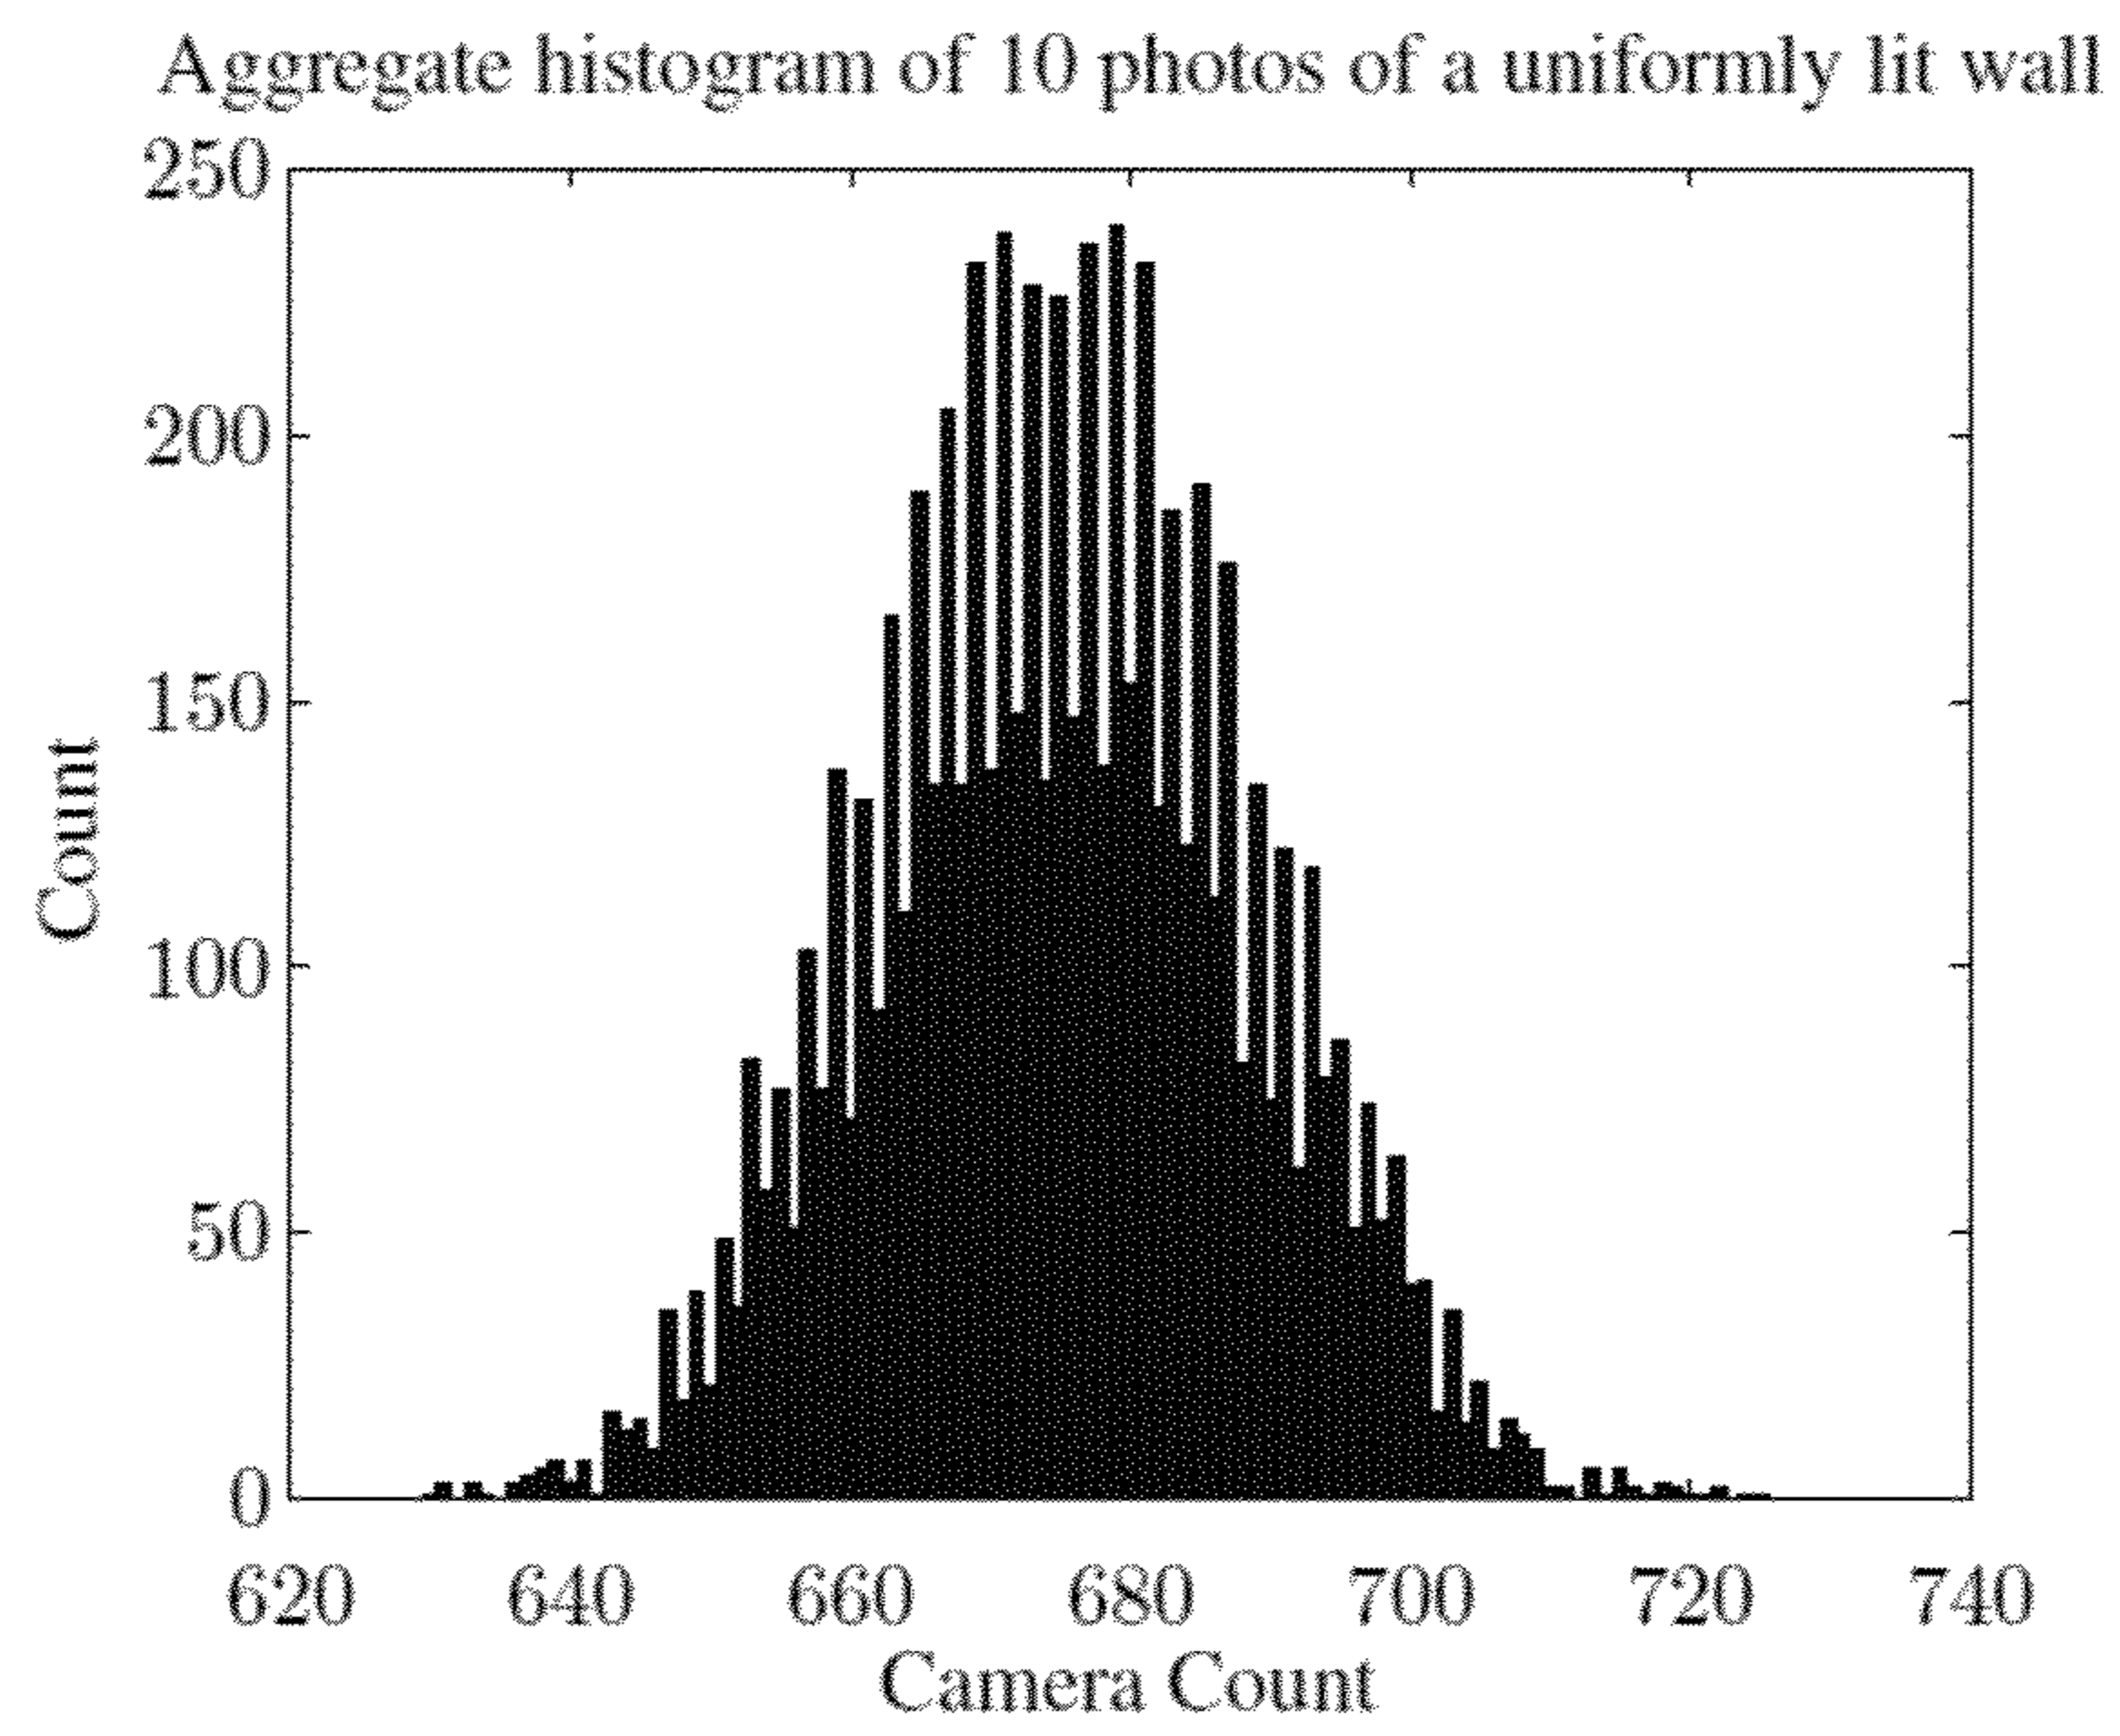 Aggregate histogram of 10 photos of a uniformly lit wall
250
200
150
100
50
0
Count
620 640 660 680 700 720 740
Camera Count